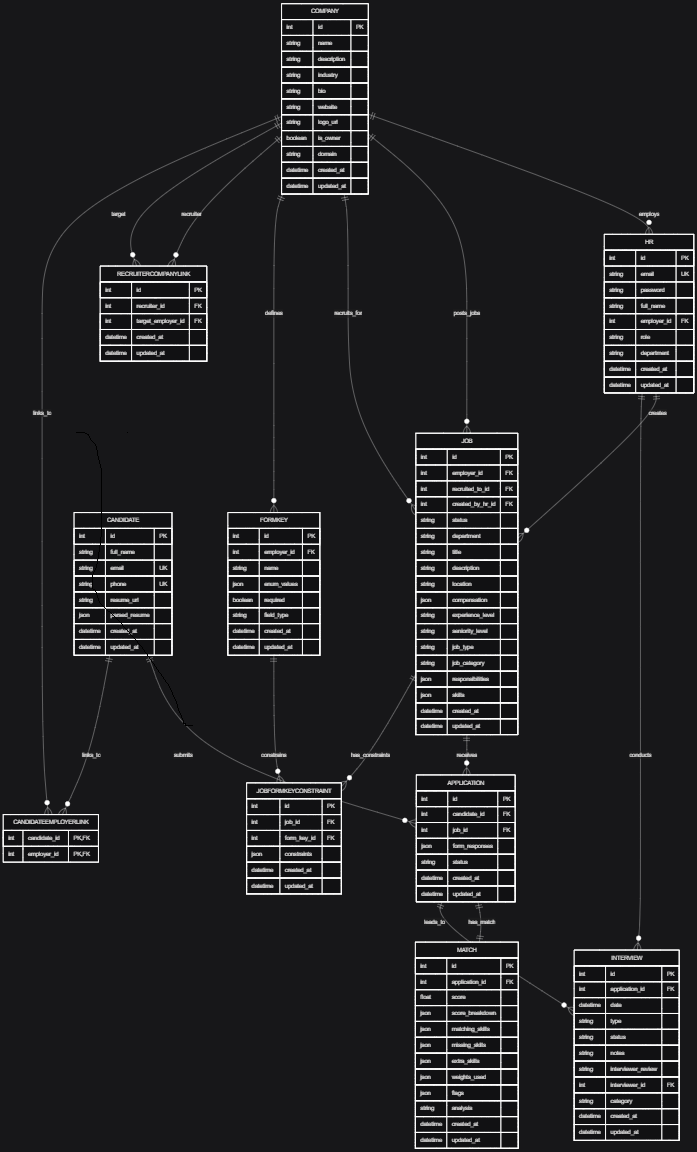 COMPANY
int id PK
string name
string description
string industry
string bio
string website
string logo_url
boolean is_owner
string domain
datetime created_at
datetime updated_at
target
recruiter
employs
RECRUITERCOMPANYLINK
int id PK
int recruiter_id FK
int target_employer_id FK
datetime created_at
datetime updated_at
HR
int id PK
string email UK
string password
string full_name
int employer_id FK
string role
string department
datetime created_at
datetime updated_at
defines
recruits_for
posts_jobs
links_to
creates
JOB
int id PK
int employer_id FK
int recruited_to_id FK
int created_by_hr_id FK
string status
string department
string title
string description
string location
json compensation
string experience_level
string seniority_level
string job_type
string job_category
json responsibilities
json skills
datetime created_at
datetime updated_at
CANDIDATE
int id PK
string full_name
string email UK
string phone UK
string resume_url
json parsed_resume
datetime created_at
datetime updated_at
FORMKEY
int id PK
int employer_id FK
string name
json enum_values
boolean required
string field_type
datetime created_at
datetime updated_at
links_to
submits
constrains
has_constraints
receives
conducts
JOBFORMKEYCONSTRAINT
int id PK
int job_id FK
int form_key_id FK
json constraints
datetime created_at
datetime updated_at
APPLICATION
int id PK
int candidate_id FK
int job_id FK
json form_responses
string status
datetime created_at
datetime updated_at
CANDIDATEEMPLOYERLINK
int candidate_id PK,FK
int employer_id PK,FK
leads_to
has_match
MATCH
int id PK
int application_id FK
float score
json score_breakdown
json matching_skills
json missing_skills
json extra_skills
json weights_used
json flags
string analysis
datetime created_at
datetime updated_at
INTERVIEW
int id PK
int application_id FK
datetime date
string type
string status
string notes
string interviewer_review
int interviewer_id FK
string category
datetime created_at
datetime updated_at